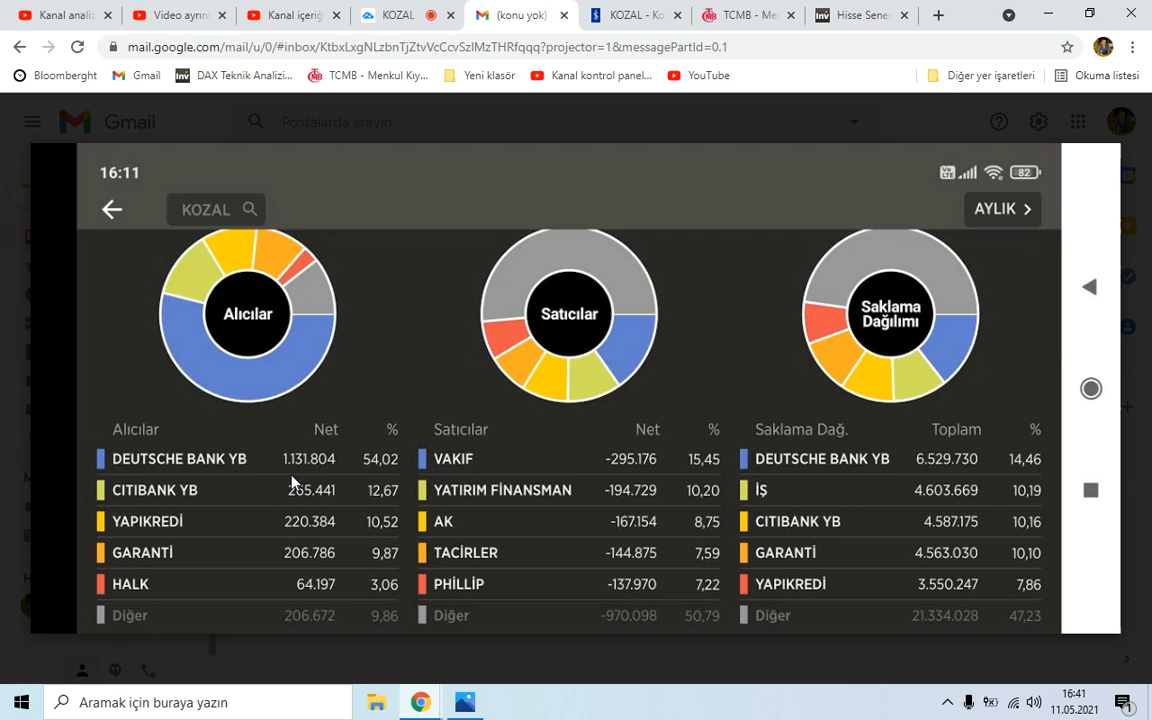 Kanal analiz
Video ayrınt
Kanal içeriğ
KOZAL
(konu yok)
KOZAL - Ko
TCMB - Me
Hisse Sened
mail.google.com/mail/u/0/#inbox/KtbxLxgNLzbnTjZtvVcCcvSzlMzTHRfqqq?projector=1&messagePartId=0.1
Bloomberght
Gmail
DAX Teknik Analizi...
TCMB - Menkul Kıy...
Yeni klasör
Kanal kontrol panel...
YouTube
Diğer yer işaretleri
Okuma listesi
Gmail
Postalarda arayın
16:11
82
KOZAL
AYLIK
Alıcılar
Satıcılar
Saklama
Dağılımı
Alıcılar Net %
DEUTSCHE BANK YB 1.131.804 54,02
CITIBANK YB 265.441 12,67
YAPIKREDİ 220.384 10,52
GARANTİ 206.786 9,87
HALK 64.197 3,06
Diğer 206.672 9,86
Satıcılar Net %
VAKIF -295.176 15,45
YATIRIM FİNANSMAN -194.729 10,20
AK -167.154 8,75
TACİRLER -144.875 7,59
PHİLLİP -137.970 7,22
Diğer -970.098 50,79
Saklama Dağ. Toplam %
DEUTSCHE BANK YB 6.529.730 14,46
İŞ 4.603.669 10,19
CITIBANK YB 4.587.175 10,16
GARANTİ 4.563.030 10,10
YAPIKREDİ 3.550.247 7,86
Diğer 21.334.028 47,23
Aramak için buraya yazın
16:41
11.05.2021
1